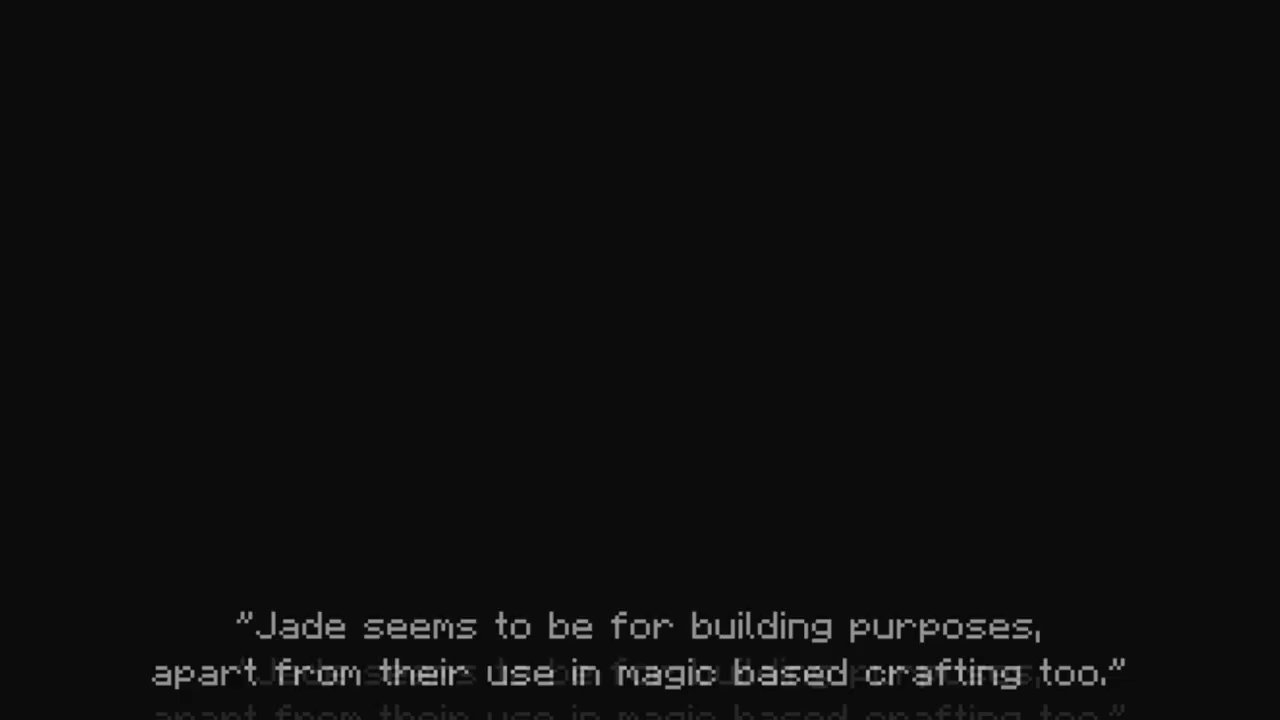 "Jade seems to be for building purposes,
apart from their use in magic based crafting too."